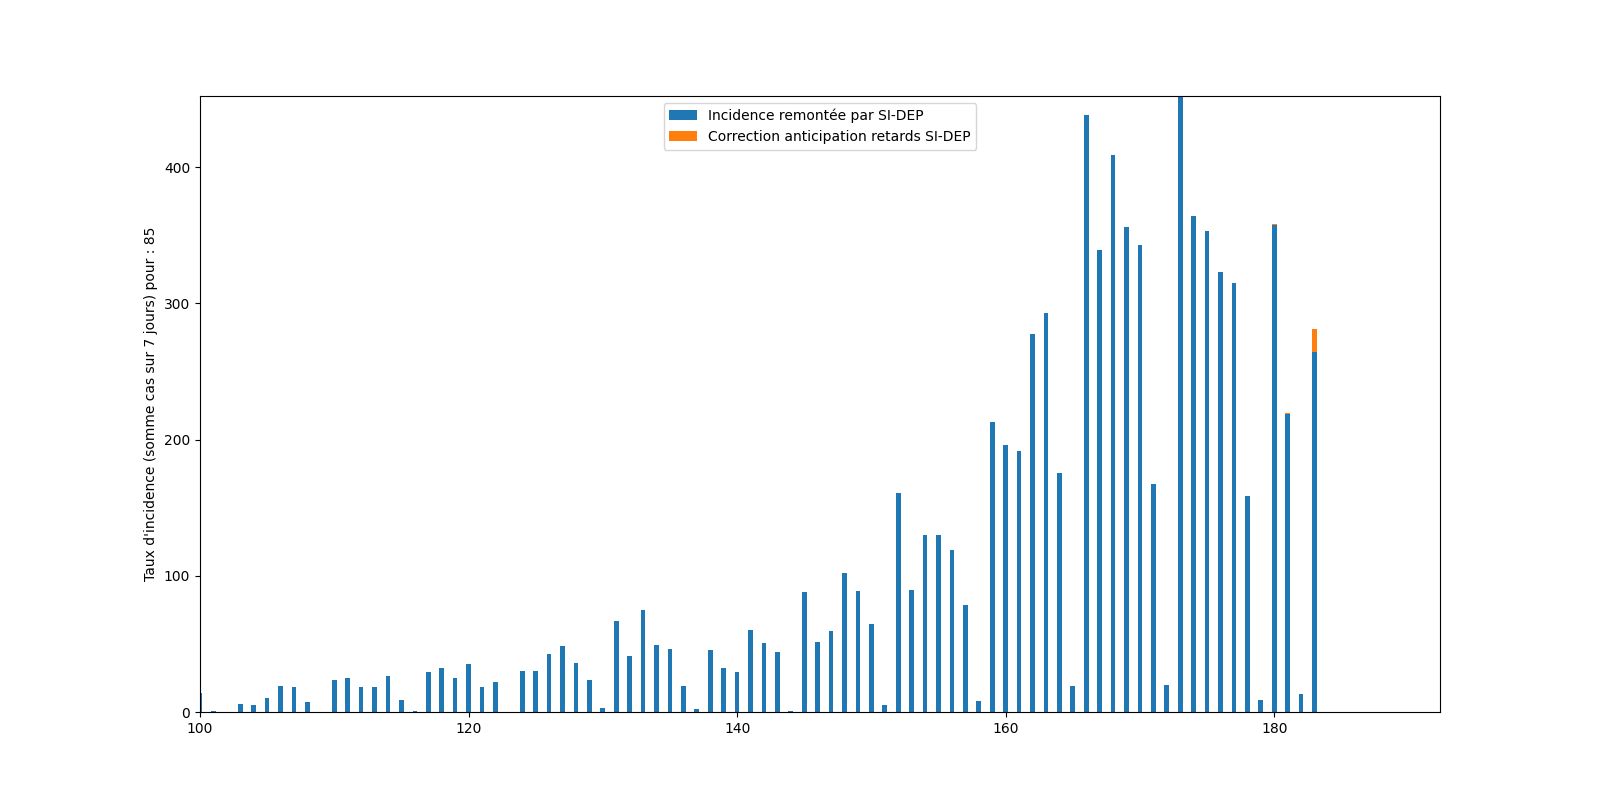 Incidence remontée par SI-DEP
Correction anticipation retards SI-DEP
Taux d'incidence (somme cas sur 7 jours) pour : 85
400
300
200
100
0
100 120 140 160 180